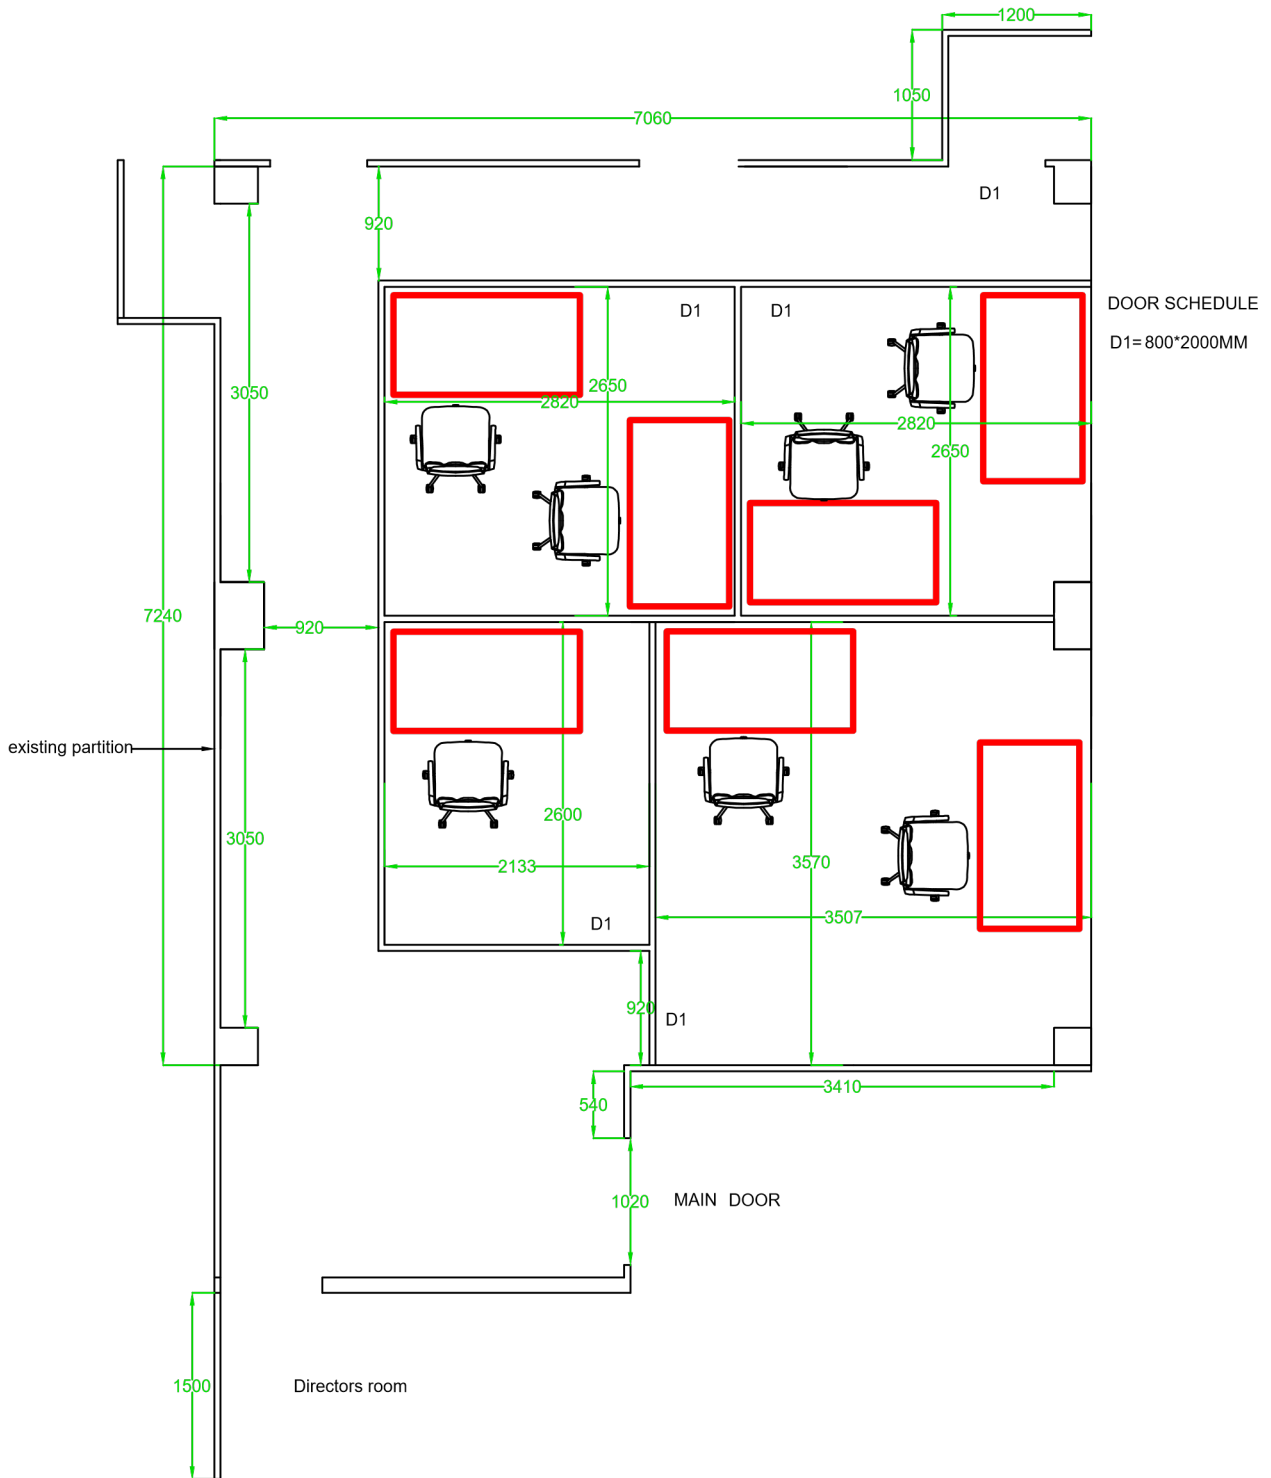 1200
1050
7060
D1
920
DOOR SCHEDULE
D1
D1
D1=800*2000MM
2650
3050
2820
2820
2650
7240
920
existing partition
2600
3050
3570
2133
3507
D1
920
D1
3410
540
1020
MAIN DOOR
1500
Directors room